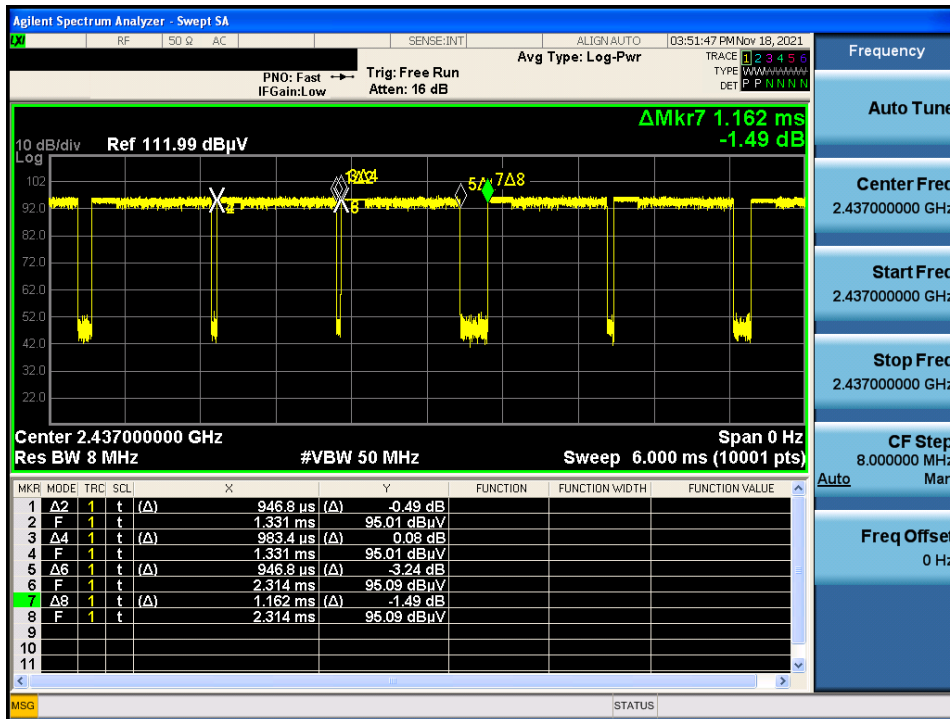 Agilent Spectrum Analyzer - Swept SA
LXI RF 50 Ω AC SENSE:INT ALIGN AUTO 03:51:47 PM Nov 18, 2021
PNO: Fast
IFGain:Low
Trig: Free Run
Atten: 16 dB
Avg Type: Log-Pwr
TRACE 1 2 3 4 5 6
TYPE
DET P P N N N N
ΔMkr7 1.162 ms
-1.49 dB
10 dB/div Ref 111.99 dBµV
Log
102
92.0
82.0
72.0
62.0
52.0
42.0
32.0
22.0
7Δ8
Center 2.437000000 GHz Span 0 Hz
Res BW 8 MHz #VBW 50 MHz Sweep 6.000 ms (10001 pts)
MKR MODE TRC SCL X Y FUNCTION FUNCTION WIDTH FUNCTION VALUE
1 Δ2 1 t (Δ) 946.8 µs (Δ) -0.49 dB
2 F 1 t 1.331 ms 95.01 dBµV
3 Δ4 1 t (Δ) 983.4 µs (Δ) 0.08 dB
4 F 1 t 1.331 ms 95.01 dBµV
5 Δ6 1 t (Δ) 946.8 µs (Δ) -3.24 dB
6 F 1 t 2.314 ms 95.09 dBµV
7 Δ8 1 t (Δ) 1.162 ms (Δ) -1.49 dB
8 F 1 t 2.314 ms 95.09 dBµV
9
10
11
MSG STATUS
Frequency
Auto Tune
Center Freq
2.437000000 GHz
Start Freq
2.437000000 GHz
Stop Freq
2.437000000 GHz
CF Step
8.000000 MHz
Auto Man
Freq Offset
0 Hz